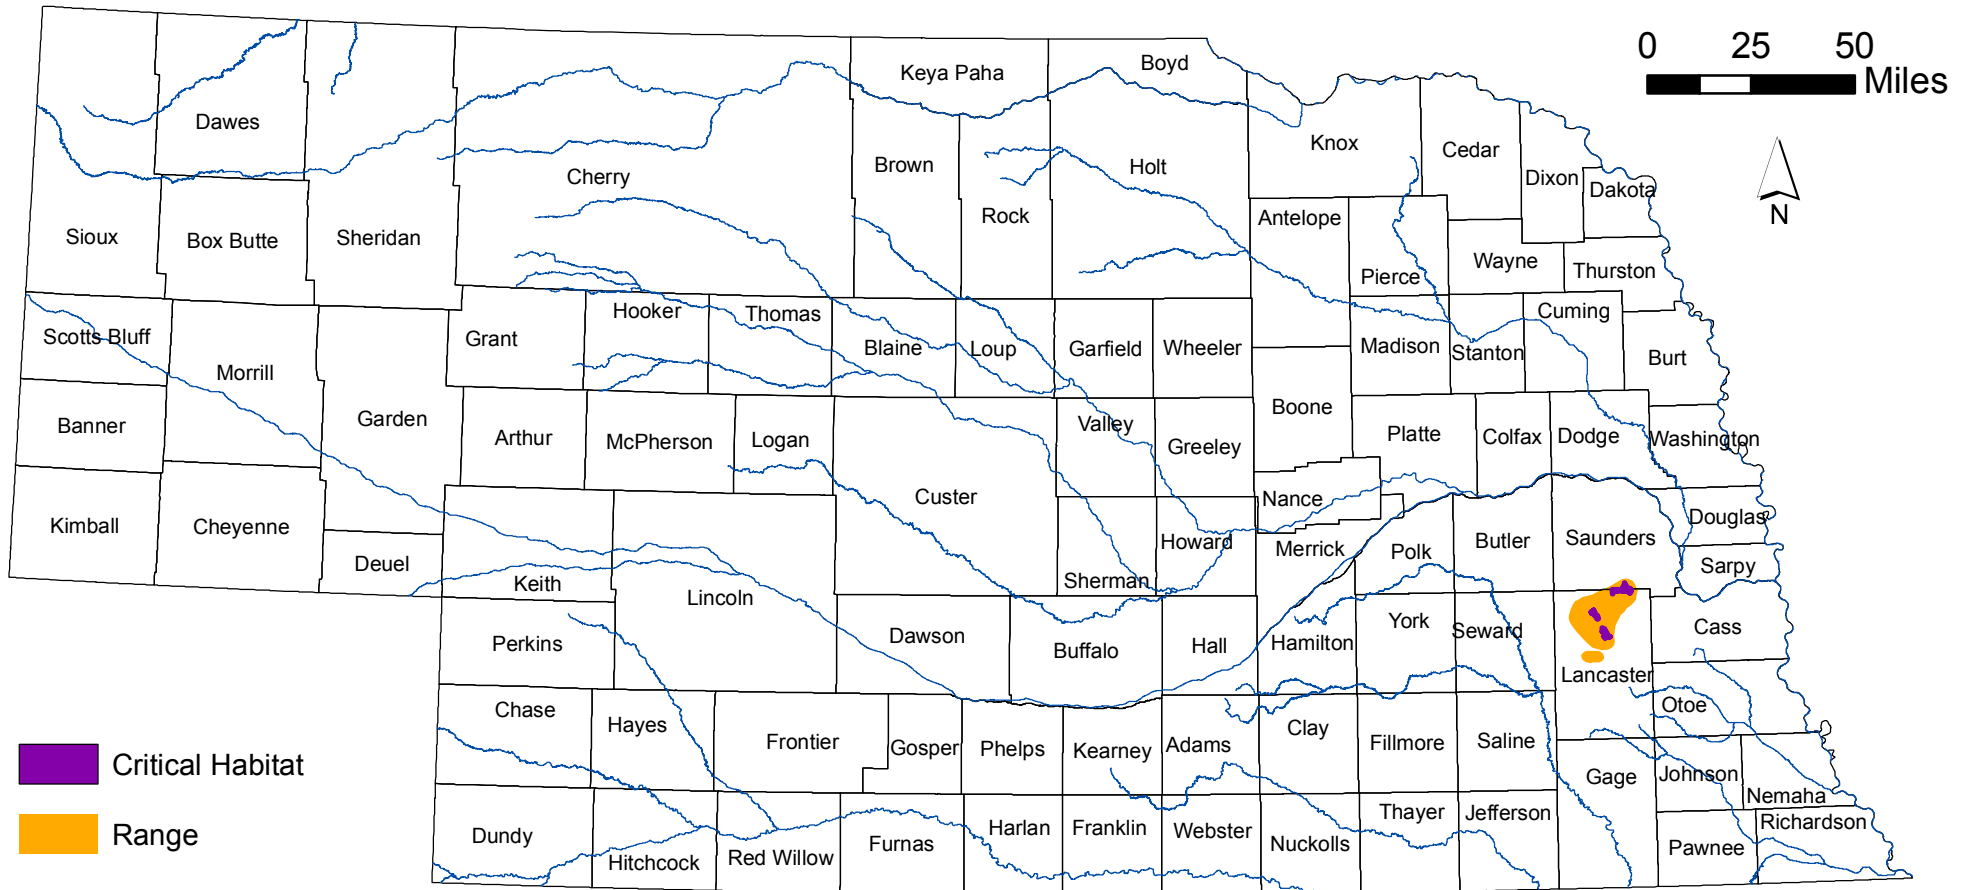 0 25 50
Miles
N
Keya Paha
Boyd
Dawes
Knox
Cedar
Cherry
Brown
Holt
Dixon
Dakota
Sioux
Box Butte
Sheridan
Rock
Antelope
Pierce
Wayne
Thurston
Scotts Bluff
Morrill
Grant
Hooker
Thomas
Blaine
Loup
Garfield
Wheeler
Madison
Stanton
Cuming
Burt
Banner
Garden
Arthur
McPherson
Logan
Valley
Greeley
Boone
Platte
Colfax
Dodge
Washington
Kimball
Cheyenne
Deuel
Custer
Nance
Douglas
Keith
Lincoln
Sherman
Howard
Merrick
Polk
Butler
Saunders
Sarpy
Perkins
Dawson
Buffalo
Hall
Hamilton
York
Seward
Lancaster
Cass
Chase
Hayes
Frontier
Gosper
Phelps
Kearney
Adams
Clay
Fillmore
Saline
Otoe
Gage
Johnson
Nemaha
Dundy
Hitchcock
Red Willow
Furnas
Harlan
Franklin
Webster
Nuckolls
Thayer
Jefferson
Pawnee
Richardson
Critical Habitat
Range